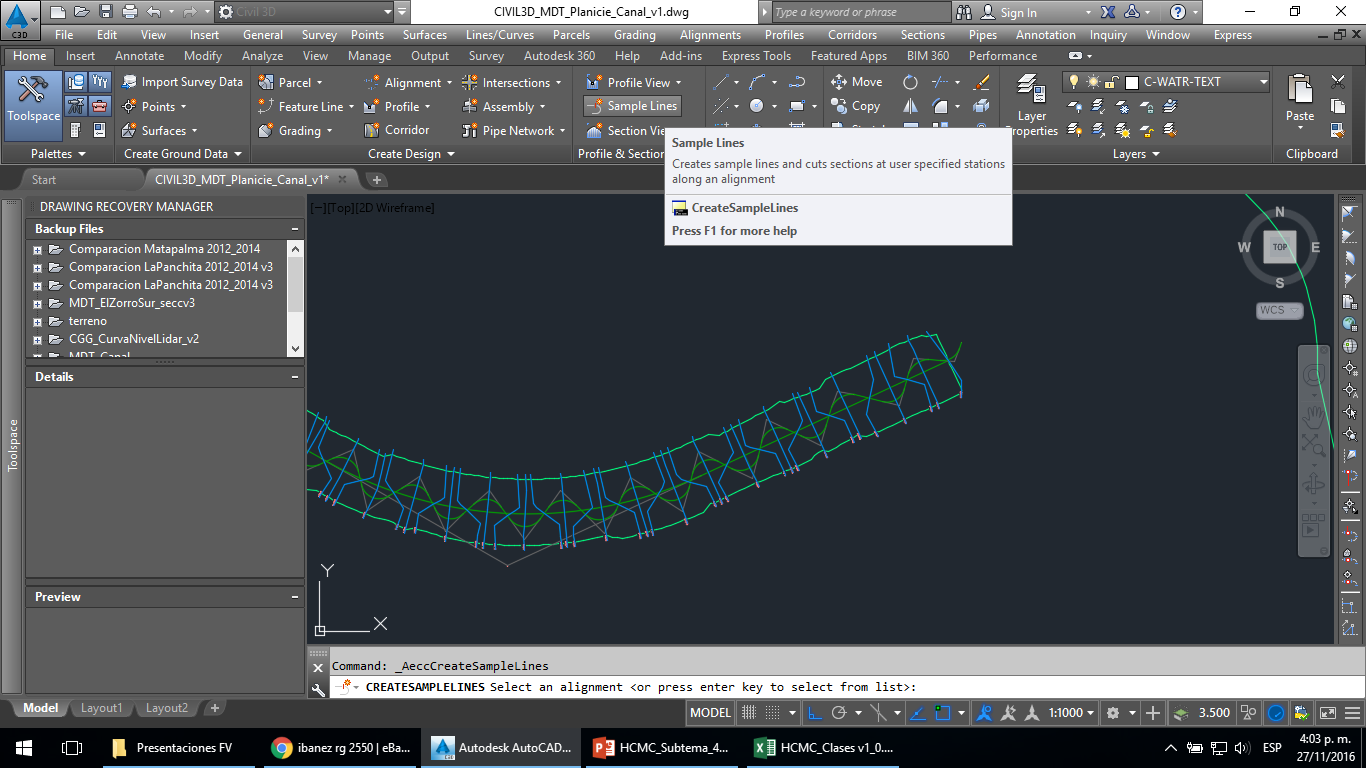 C3D
Civil 3D
CIVIL3D_MDT_Planicie_Canal_v1.dwg
Type a keyword or phrase
Sign In
File Edit View Insert General Survey Points Surfaces Lines/Curves Parcels Grading Alignments Profiles Corridors Sections Pipes Annotation Inquiry Window Express
Home Insert Annotate Modify Analyze View Manage Output Survey Autodesk 360 Help Add-ins Express Tools Featured Apps BIM 360 Performance
Toolspace
Import Survey Data
Points
Surfaces
Parcel
Feature Line
Grading
Alignment
Profile
Corridor
Intersections
Assembly
Pipe Network
Profile View
Sample Lines
Section Vie
Move
Copy
Layer
Properties
C-WATR-TEXT
Paste
Palettes
Create Ground Data
Create Design
Profile & Section
Layers
Clipboard
Sample Lines
Creates sample lines and cuts sections at user specified stations
along an alignment
CreateSampleLines
Press F1 for more help
Start
CIVIL3D_MDT_Planicie_Canal_v1*
DRAWING RECOVERY MANAGER
Backup Files
Comparacion Matapalma 2012_2014
Comparacion LaPanchita 2012_2014 v3
Comparacion LaPanchita 2012_2014 v3
MDT_ElZorroSur_seccv3
terreno
CGG_CurvaNivelLidar_v2
MDT_Canal
Details
Preview
Toolspace
[−][Top][2D Wireframe]
N
W
TOP
E
S
WCS
Y
X
Command: _AeccCreateSampleLines
CREATESAMPLELINES Select an alignment <or press enter key to select from list>:
Model Layout1 Layout2
MODEL
1:1000
3.500
Presentaciones FV
ibanez rg 2550 | eBa...
Autodesk AutoCAD...
HCMC_Subtema_4...
HCMC_Clases v1_0....
ESP
4:03 p. m.
27/11/2016